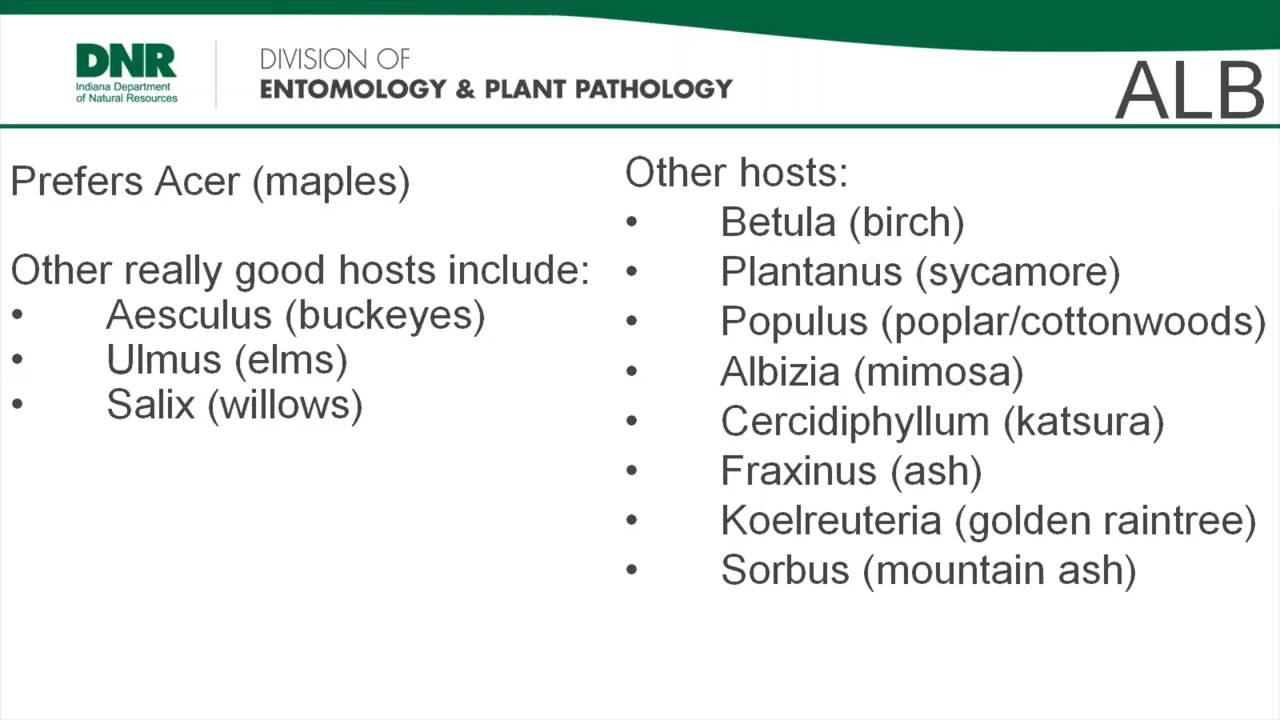 DNR
Indiana Department
of Natural Resources
DIVISION OF
ENTOMOLOGY & PLANT PATHOLOGY
ALB
Prefers Acer (maples)
Other really good hosts include:
• Aesculus (buckeyes)
• Ulmus (elms)
• Salix (willows)
Other hosts:
• Betula (birch)
• Plantanus (sycamore)
• Populus (poplar/cottonwoods)
• Albizia (mimosa)
• Cercidiphyllum (katsura)
• Fraxinus (ash)
• Koelreuteria (golden raintree)
• Sorbus (mountain ash)